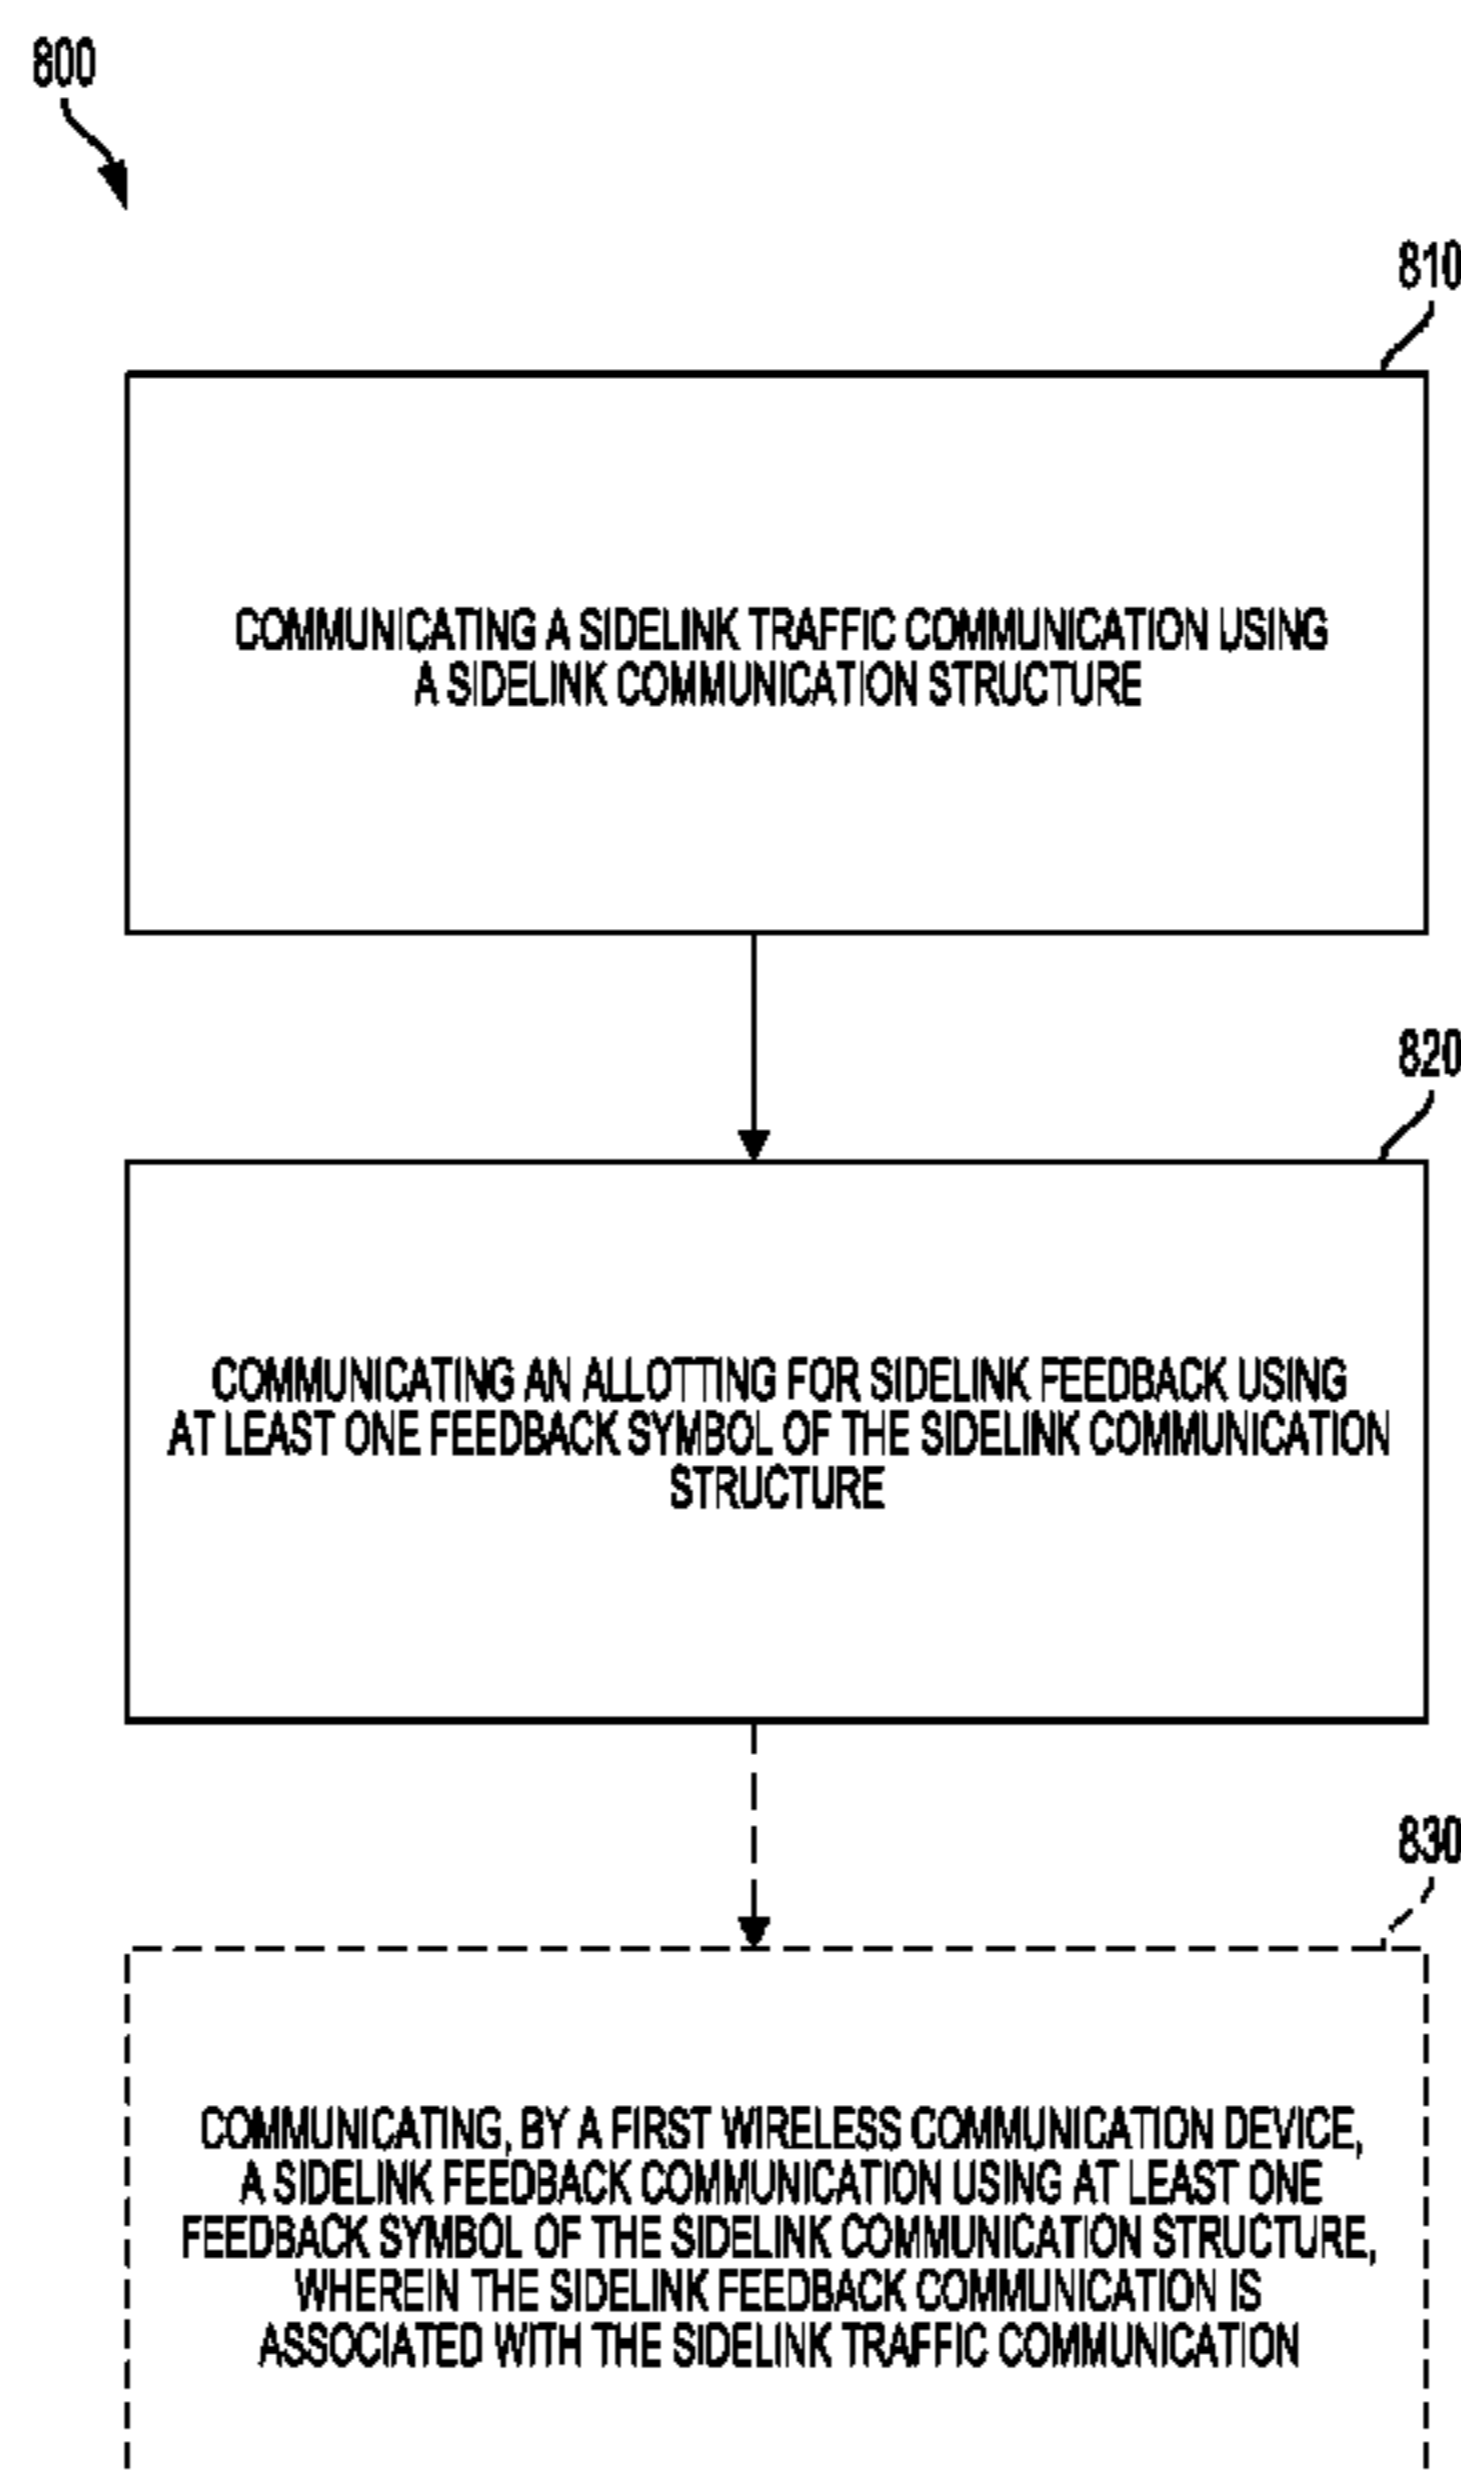 800
810
COMMUNICATING A SIDELINK TRAFFIC COMMUNICATION USING
A SIDELINK COMMUNICATION STRUCTURE
820
COMMUNICATING AN ALLOTTING FOR SIDELINK FEEDBACK USING
AT LEAST ONE FEEDBACK SYMBOL OF THE SIDELINK COMMUNICATION
STRUCTURE
830
COMMUNICATING, BY A FIRST WIRELESS COMMUNICATION DEVICE,
A SIDELINK FEEDBACK COMMUNICATION USING AT LEAST ONE
FEEDBACK SYMBOL OF THE SIDELINK COMMUNICATION STRUCTURE,
WHEREIN THE SIDELINK FEEDBACK COMMUNICATION IS
ASSOCIATED WITH THE SIDELINK TRAFFIC COMMUNICATION